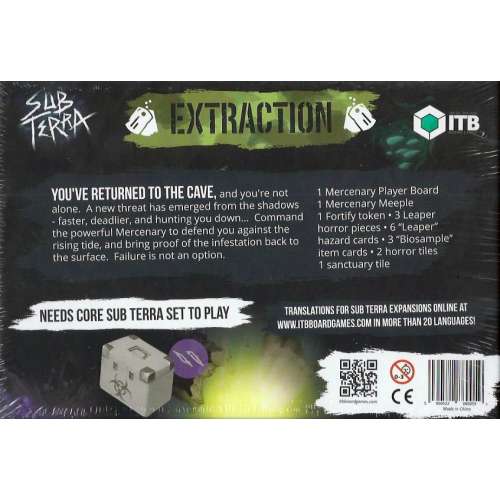 SUB
TERRA
EXTRACTION
ITB
YOU'VE RETURNED TO THE CAVE, and you're not
alone. A new threat has emerged from the shadows
- faster, deadlier, and hunting you down... Command
the powerful Mercenary to defend you against the
rising tide, and bring proof of the infestation back to
the surface. Failure is not an option.
1 Mercenary Player Board
1 Mercenary Meeple
1 Fortify token • 3 Leaper
horror pieces • 6 "Leaper"
hazard cards • 3 "Biosample"
item cards • 2 horror tiles
1 sanctuary tile
NEEDS CORE SUB TERRA SET TO PLAY
TRANSLATIONS FOR SUB TERRA EXPANSIONS ONLINE AT
WWW.ITBBOARDGAMES.COM IN MORE THAN 20 LANGUAGES!
0-3
CE
itbboardgames.com
Made in China